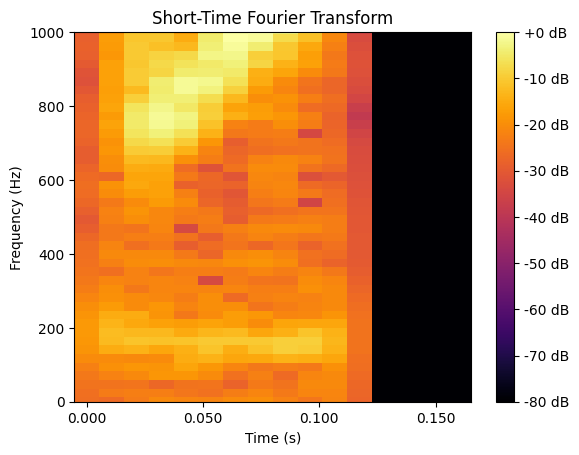 Short-Time Fourier Transform
1000
800
600
400
200
0
Frequency (Hz)
0.000
0.050
0.100
0.150
Time (s)
+0 dB
-10 dB
-20 dB
-30 dB
-40 dB
-50 dB
-60 dB
-70 dB
-80 dB